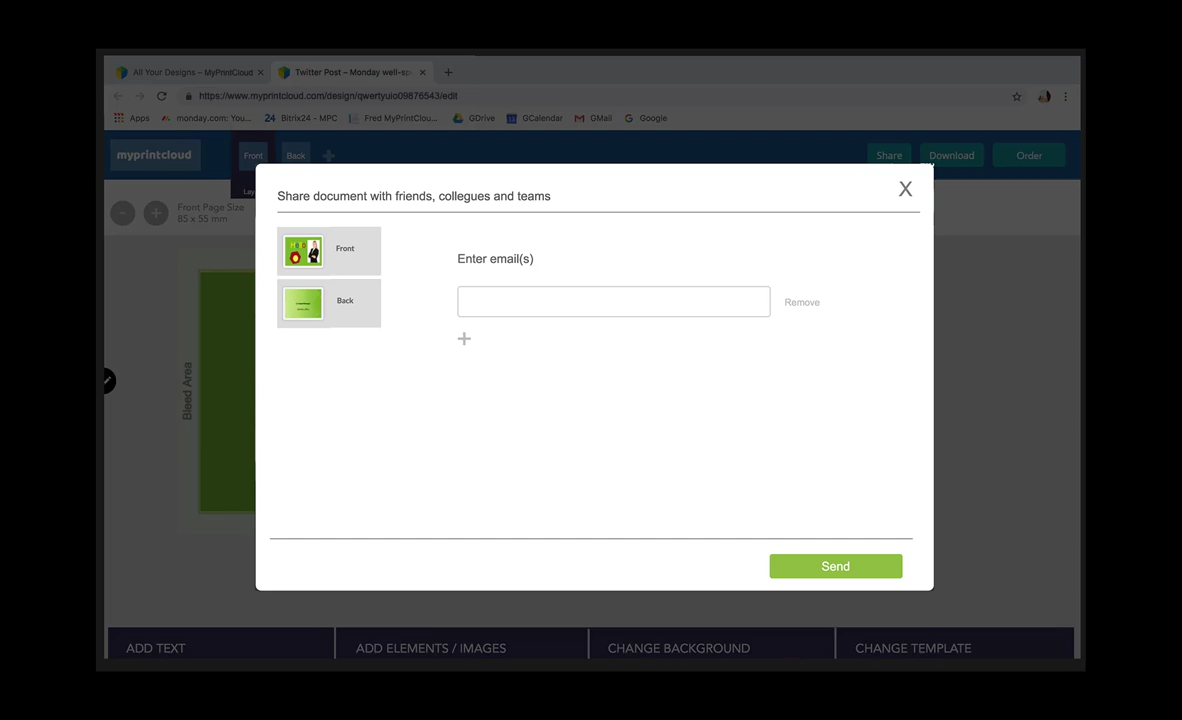 All Your Designs – MyPrintCloud
Twitter Post – Monday well-sp
https://www.myprintcloud.com/design/qwertyuio09876543/edit
Apps
monday.com: You...
24 Bitrix24 - MPC
Fred MyPrintClou...
GDrive
GCalendar
GMail
Google
myprintcloud
Front
Back
Share
Download
Order
Lay
Front Page Size
85 x 55 mm
Share document with friends, collegues and teams
X
Front
Back
Enter email(s)
Remove
Bleed Area
Send
ADD TEXT
ADD ELEMENTS / IMAGES
CHANGE BACKGROUND
CHANGE TEMPLATE